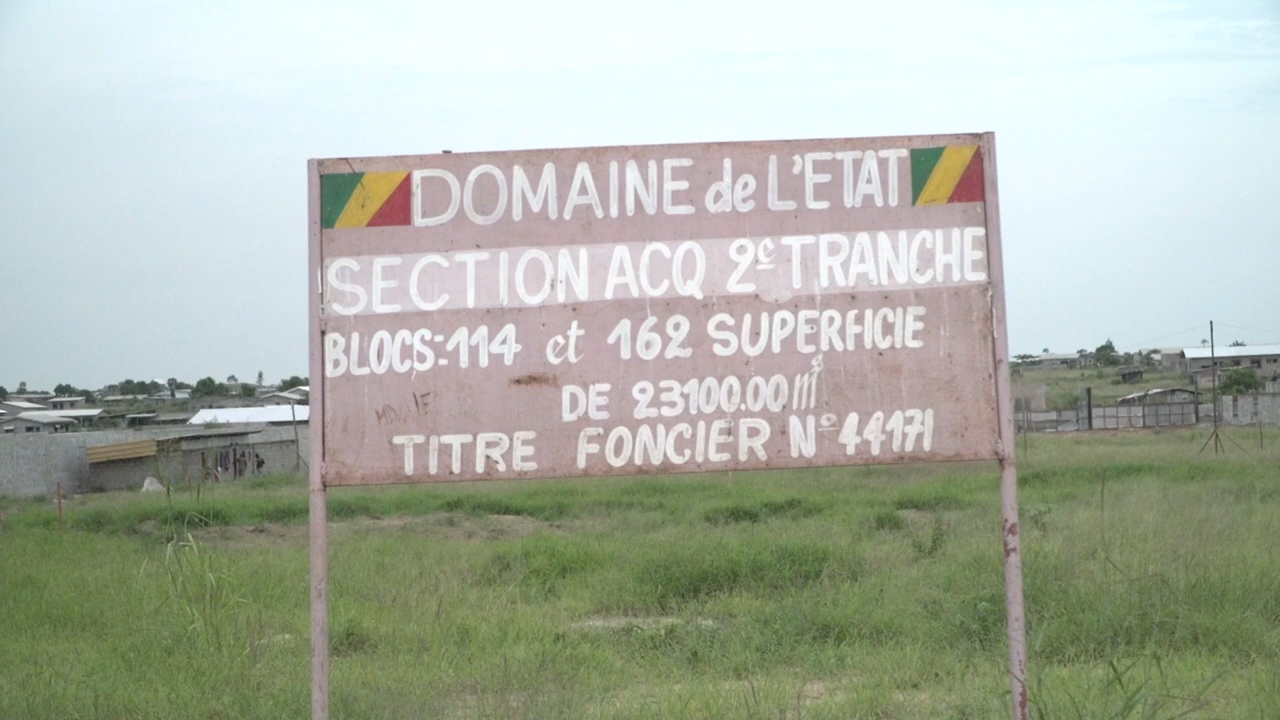 DOMAINE de L'ETAT
SECTION ACQ 2e TRANCHE
BLOCS:114 et 162 SUPERFICIE
DE 23100.00 m²
TITRE FONCIER N° 44171